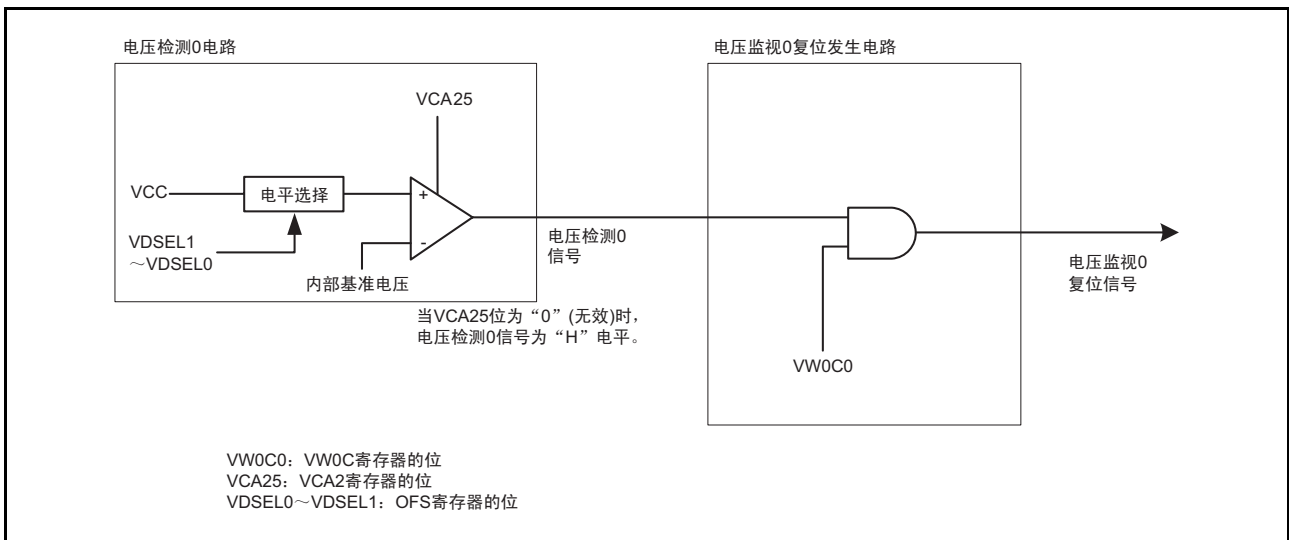 电压检测0电路
电压监视0复位发生电路
VCA25
VCC
电平选择
+
-
VDSEL1
～VDSEL0
内部基准电压
电压检测0
信号
电压监视0
复位信号
当VCA25位为“0”(无效)时，
电压检测0信号为“H”电平。
VW0C0
VW0C0：VW0C寄存器的位
VCA25：VCA2寄存器的位
VDSEL0～VDSEL1：OFS寄存器的位